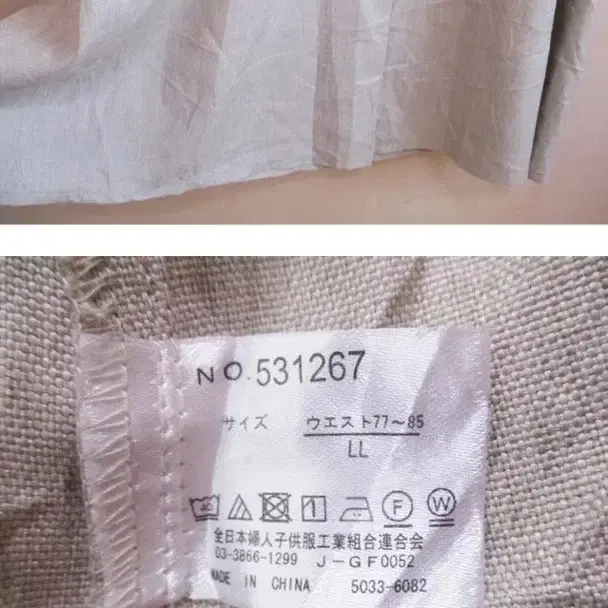 NO.531267
サイズ ウエスト77〜85
LL
F W
全日本婦人子供服工業組合連合会
03-3866-1299 J-GF0052
MADE IN CHINA 5033-6082